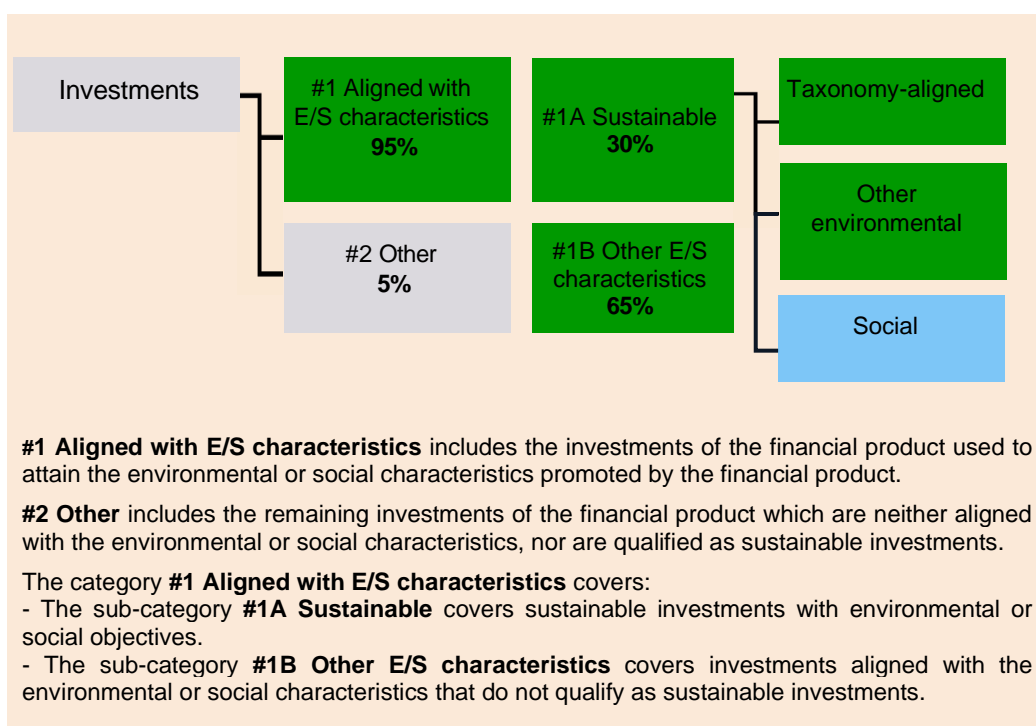 Investments
#1 Aligned with
E/S characteristics
95%
#2 Other
5%
#1A Sustainable
30%
#1B Other E/S
characteristics
65%
Taxonomy-aligned
Other
environmental
Social
#1 Aligned with E/S characteristics includes the investments of the financial product used to
attain the environmental or social characteristics promoted by the financial product.
#2 Other includes the remaining investments of the financial product which are neither aligned
with the environmental or social characteristics, nor are qualified as sustainable investments.
The category #1 Aligned with E/S characteristics covers:
- The sub-category #1A Sustainable covers sustainable investments with environmental or
social objectives.
- The sub-category #1B Other E/S characteristics covers investments aligned with the
environmental or social characteristics that do not qualify as sustainable investments.